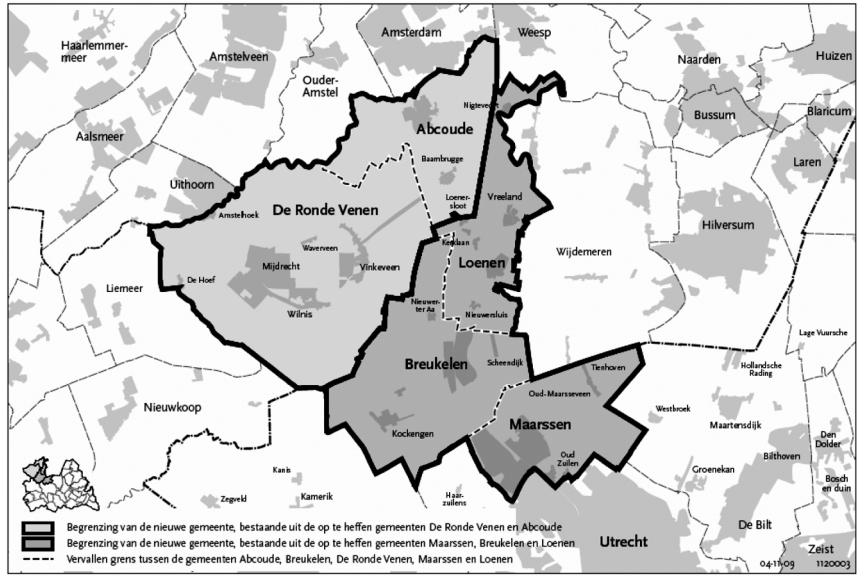 Amsterdam
Weesp
Haarlemmer-
meer
Amstelveen
Naarden
Huizen
Ouder-
Amstel
Nigtevecht
Bussum
Blaricum
Aalsmeer
Abcoude
Laren
Baambrugge
Uithoorn
Loener-
sloot
Vreeland
Amstelhoek
De Ronde Venen
Hilversum
Waverveen
Kerklaan
Wijdemeren
Mijdrecht
Vinkeveen
Loenen
De Hoef
Liemeer
Nieuwer-
ter Aa
Wilnis
Nieuwersluis
Lage Vuursche
Breukelen
Scheendijk
Tienhoven
Hollandsche
Rading
Oud-Maarsseveen
Nieuwkoop
Westbroek
Maarssen
Maartensdijk
Kockengen
Den
Dolder
Oud
Zuilen
Bilthoven
Kanis
Groenekan
Zegveld
Kamerik
Haar-
zuilens
Bosch
en duin
De Bilt
Begrenzing van de nieuwe gemeente, bestaande uit de op te heffen gemeenten De Ronde Venen en Abcoude
Begrenzing van de nieuwe gemeente, bestaande uit de op te heffen gemeenten Maarssen, Breukelen en Loenen
Utrecht
Zeist
Vervallen grens tussen de gemeenten Abcoude, Breukelen, De Ronde Venen, Maarssen en Loenen
04-11-09 1120003